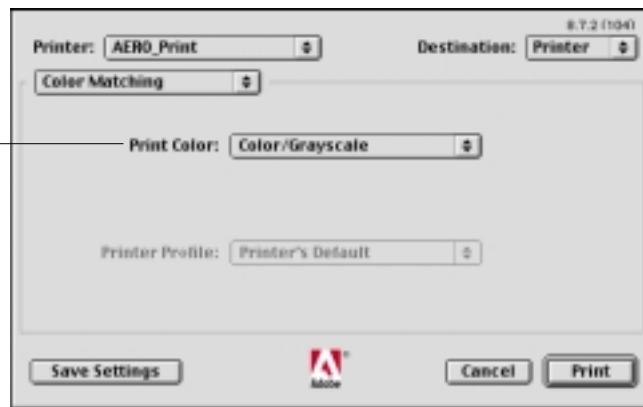 8.7.2 (104)
Printer: AERO_Print Destination: Printer
Color Matching
Print Color: Color/Grayscale
Printer Profile: Printer's Default
Save Settings Adobe Cancel Print